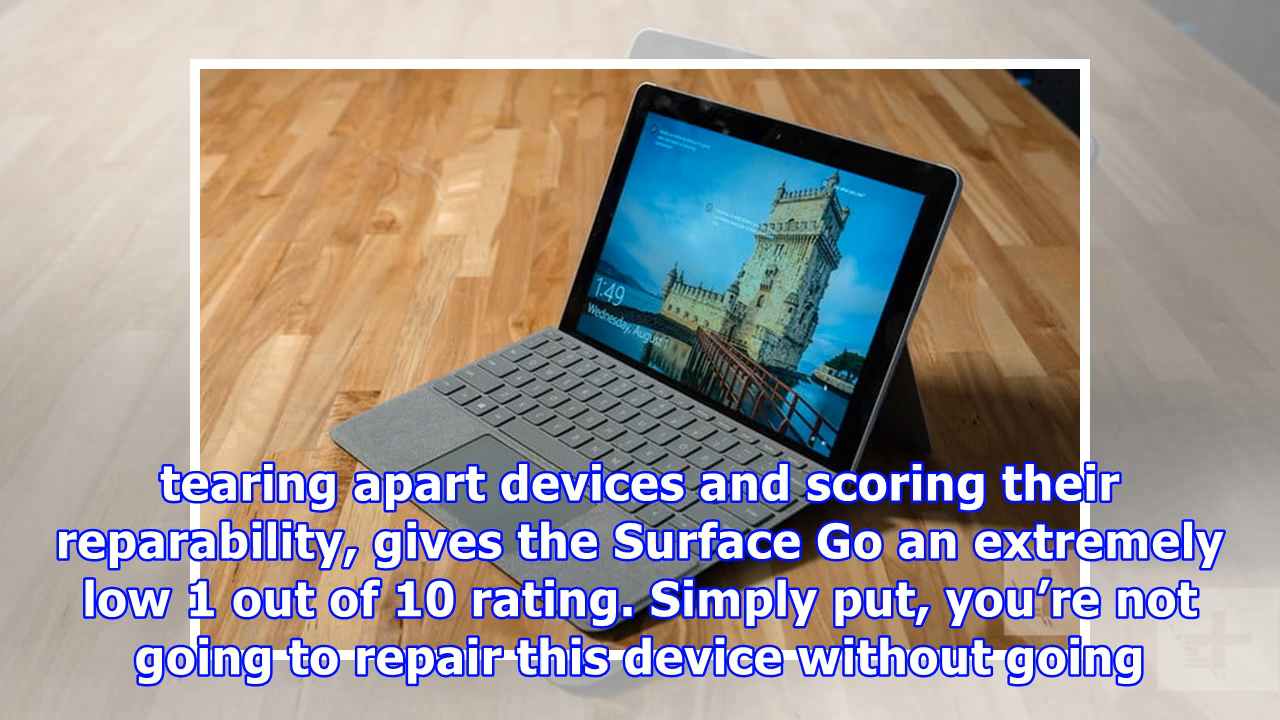 1:49
Wednesday, August 1
tearing apart devices and scoring their
reparability, gives the Surface Go an extremely
low 1 out of 10 rating. Simply put, you’re not
going to repair this device without going